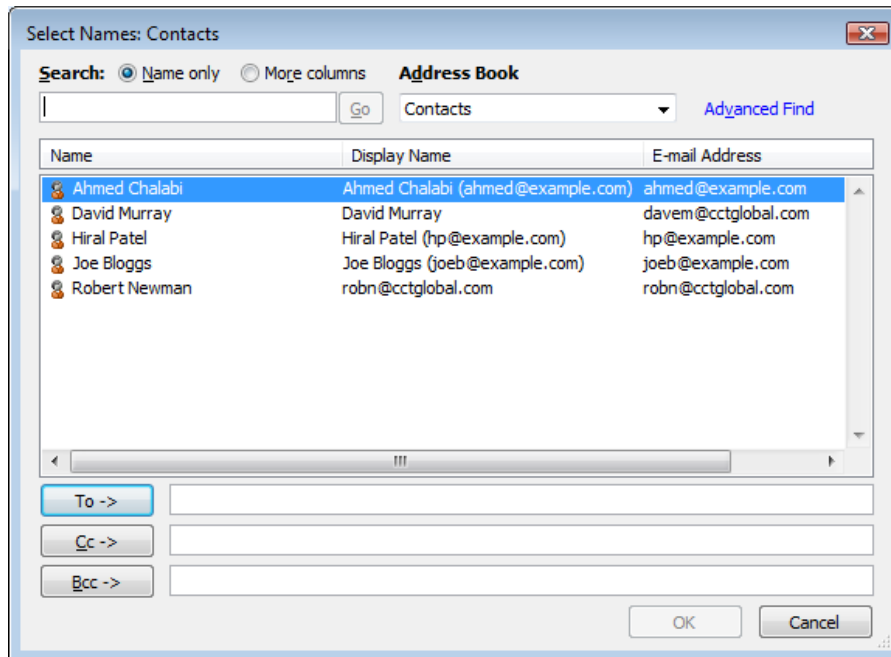 Select Names: Contacts
Search: Name only More columns Address Book
Go Contacts Advanced Find
Name Display Name E-mail Address
Ahmed Chalabi Ahmed Chalabi (ahmed@example.com) ahmed@example.com
David Murray David Murray davem@cctglobal.com
Hiral Patel Hiral Patel (hp@example.com) hp@example.com
Joe Bloggs Joe Bloggs (joeb@example.com) joeb@example.com
Robert Newman robn@cctglobal.com robn@cctglobal.com
To ->
Cc ->
Bcc ->
OK Cancel